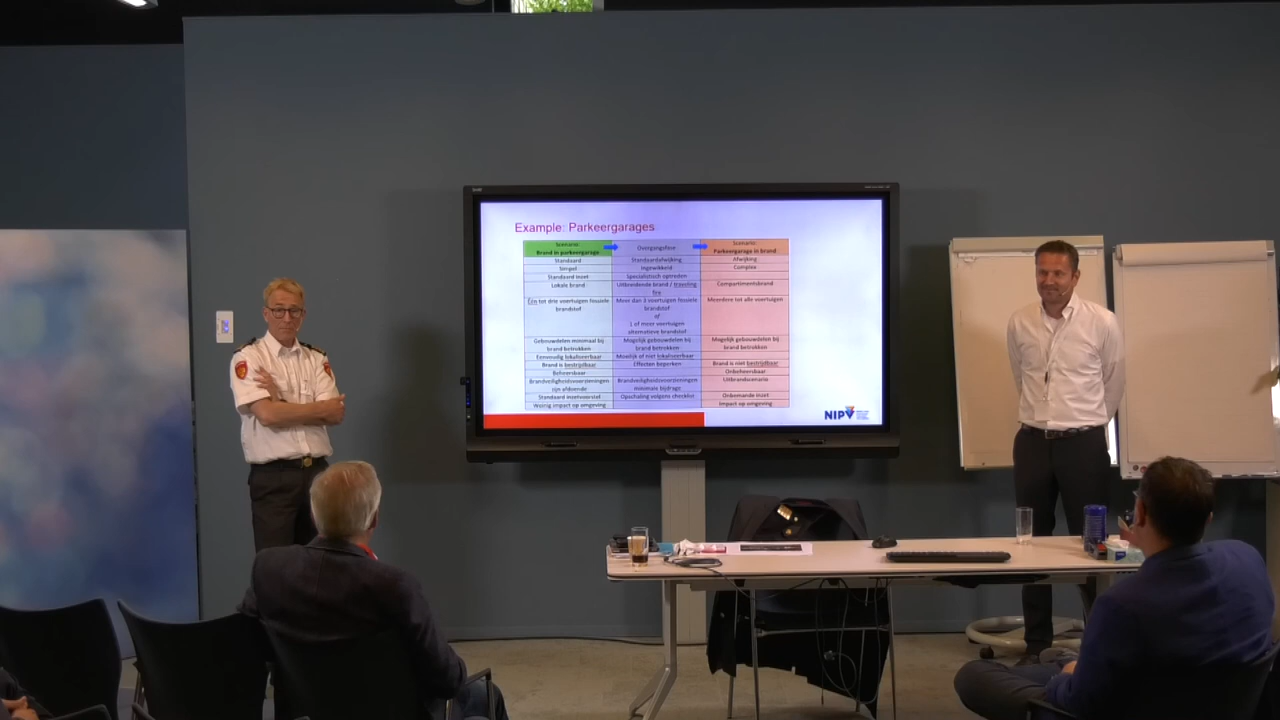 Example: Parkeergarages
Scenario: Overgangsfase Scenario:
Brand in parkeergarage Parkeergarage in brand
Standaard Standaardafwijking Afwijking
Simpel Ingewikkeld Complex
Standaard inzet Specialistisch optreden
Lokale brand Uitbreidende brand / traveling Compartimentsbrand
fire
Één tot drie voertuigen fossiele Meer dan 3 voertuigen fossiele Meerdere tot alle voertuigen
brandstof brandstof
of
1 of meer voertuigen
alternatieve brandstof
Gebouwdelen minimaal bij Mogelijk gebouwdelen bij Mogelijk gebouwdelen bij
brand betrokken brand betrokken brand betrokken
Eenvoudig lokaliseerbaar Moeilijk of niet lokaliseerbaar
Brand is bestrijdbaar Effecten beperken Brand is niet bestrijdbaar
Beheersbaar Onbeheersbaar
Brandveiligheidsvoorzieningen Brandveiligheidsvoorzieningen Uitbrandscenario
zijn afdoende minimale bijdrage
Standaard inzetvoorstel Opschaling volgens checklist Onbemande inzet
Weinig impact op omgeving Impact op omgeving
NIPV